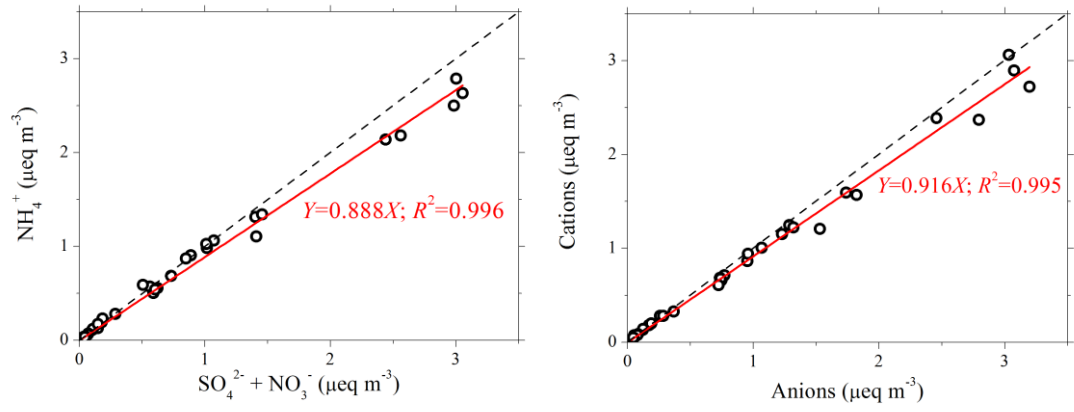 NH₄⁺ (μeq m⁻³)
3
2
1
0
0 1 2 3
SO₄²⁻ + NO₃⁻ (μeq m⁻³)
Y=0.888X; R²=0.996
Cations (μeq m⁻³)
3
2
1
0
0 1 2 3
Anions (μeq m⁻³)
Y=0.916X; R²=0.995